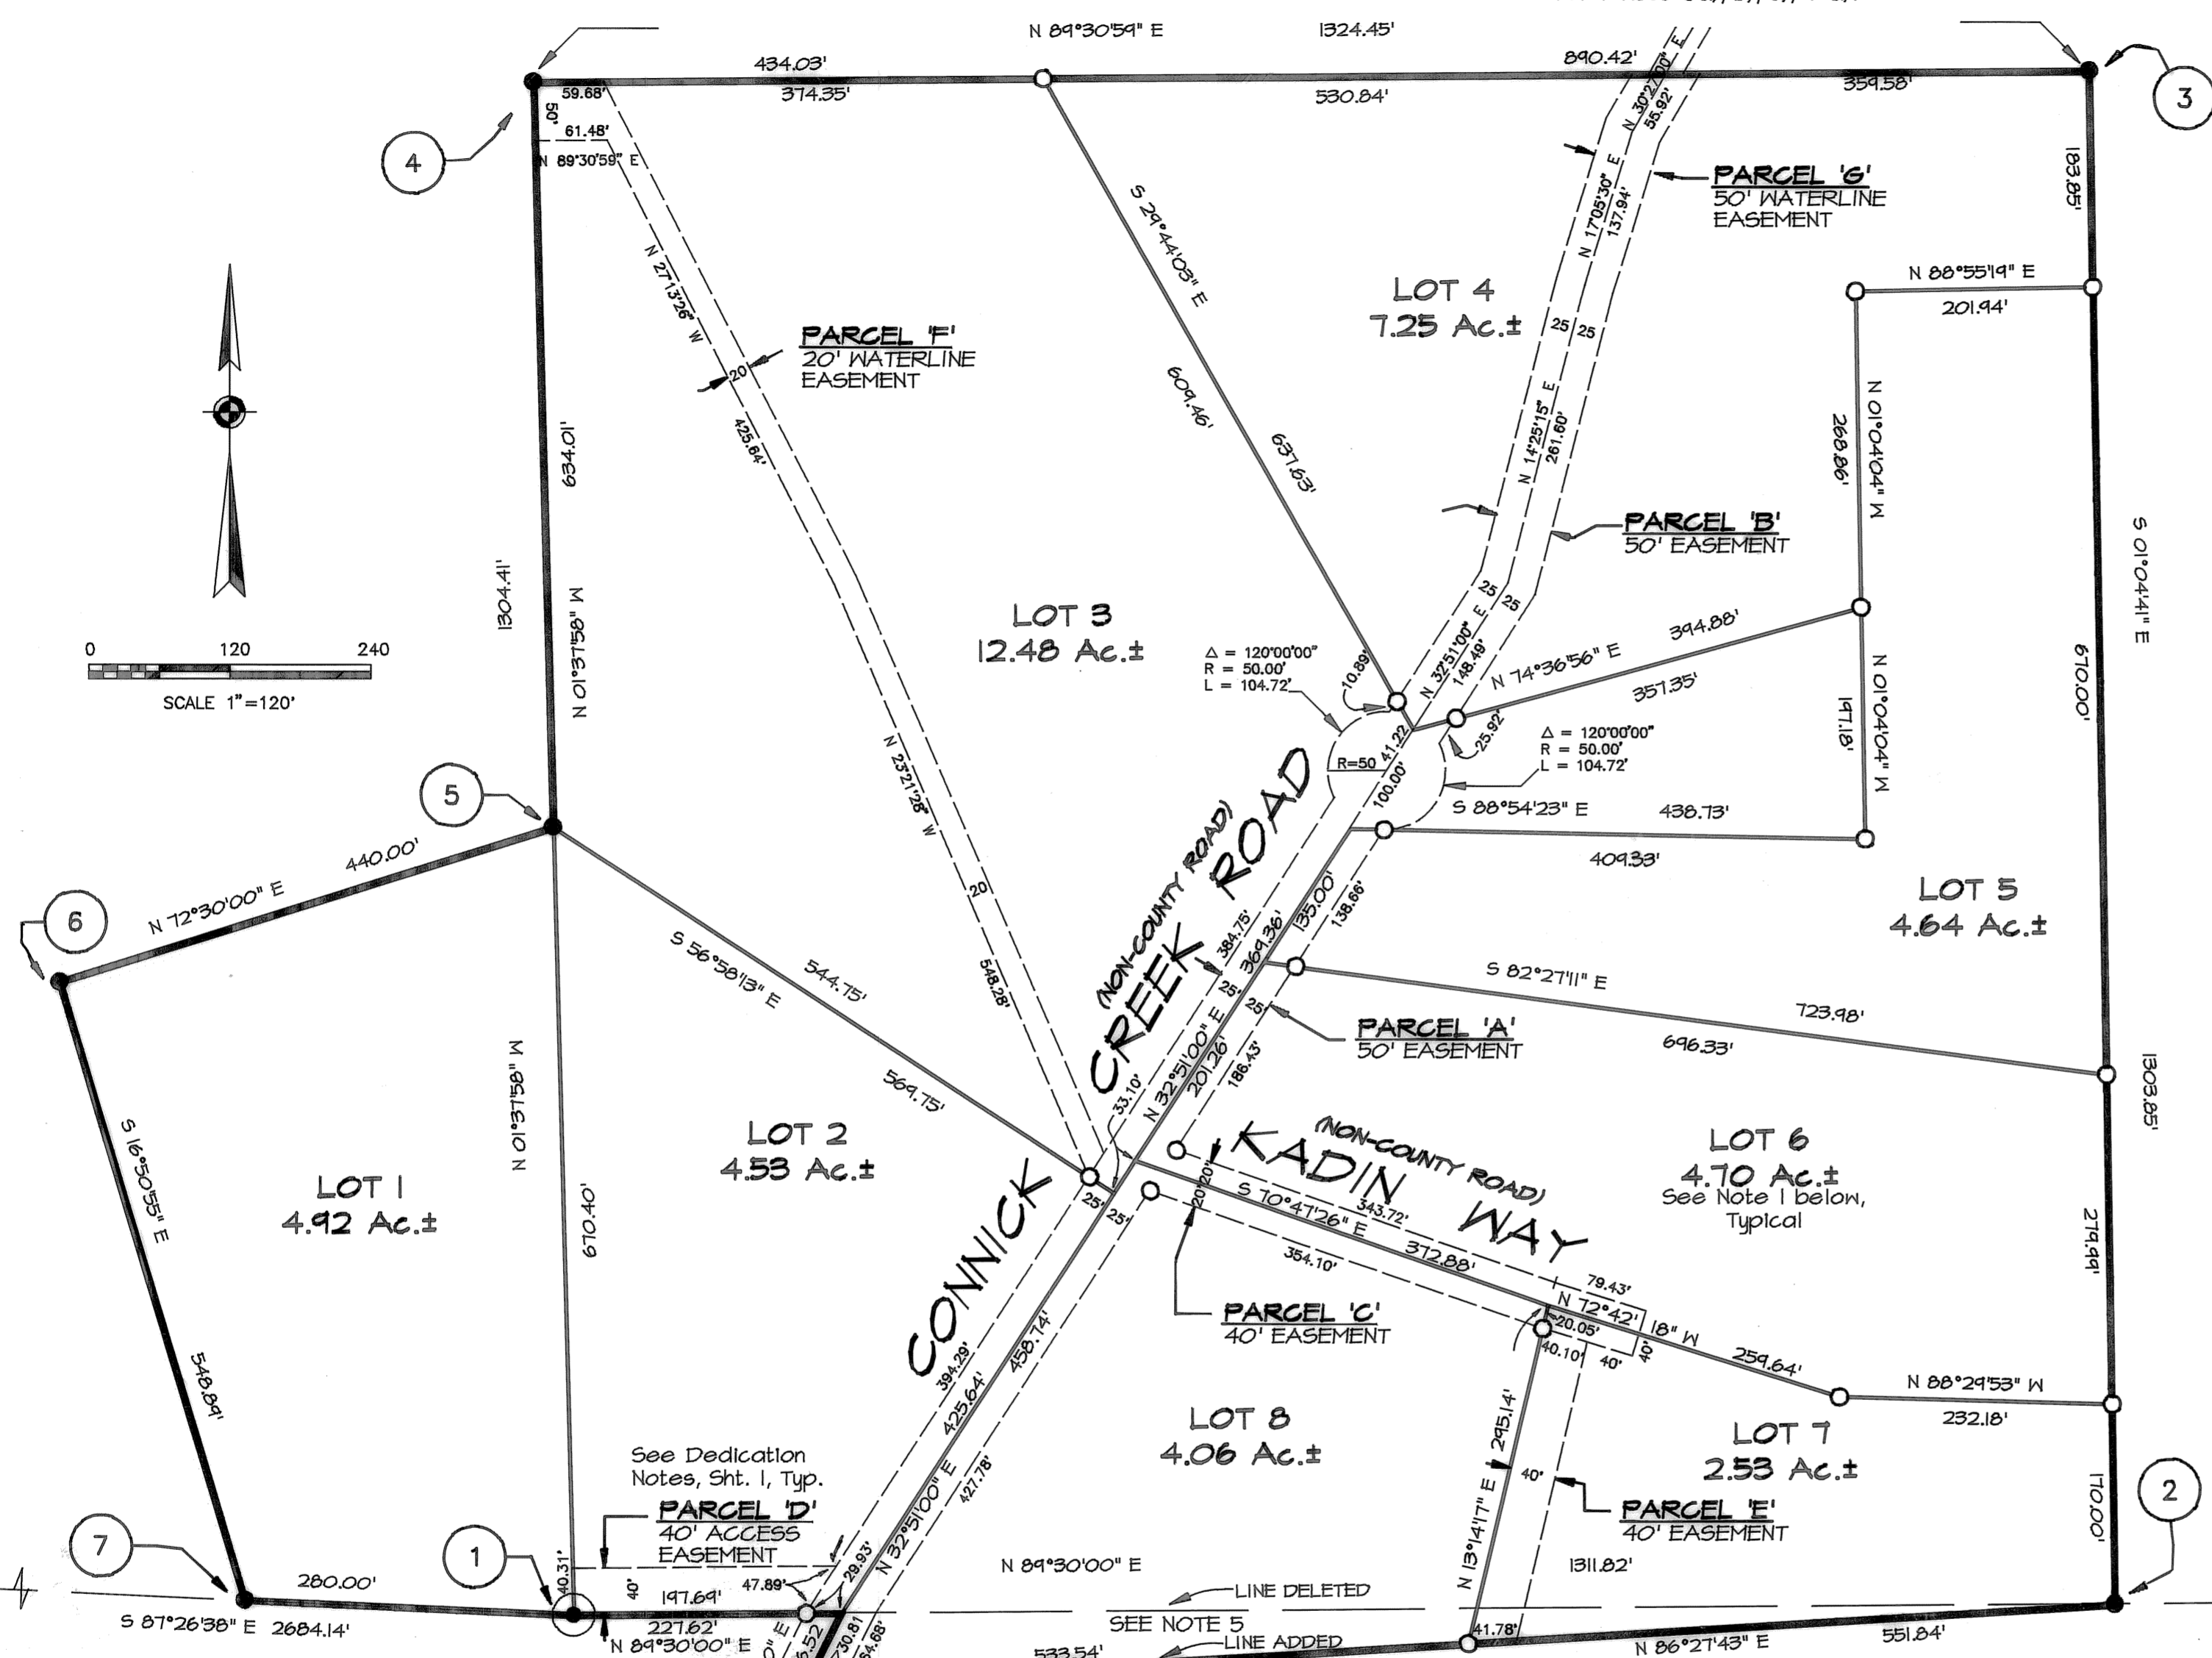 N 89°30'59" E
1324.45'
434.03'
890.42'
59.68'
374.35'
530.84'
359.58'
50'
61.48'
N 89°30'59" E
4
3
N 30°27'00" E
55.92'
183.85'
PARCEL 'G'
50' WATERLINE
EASEMENT
N 17°05'30" E
137.94'
S 29°44'03" E
609.46'
637.63'
N 27°13'26" W
425.64'
PARCEL 'F'
20' WATERLINE
EASEMENT
20
LOT 4
7.25 Ac.±
25 25
N 14°25'15" E
261.60'
N 88°55'19" E
201.94'
N 01°04'04" W
268.86'
634.01'
1304.41'
N 01°37'58" W
S 01°04'41" E
670.00'
PARCEL 'B'
50' EASEMENT
0 120 240
SCALE 1"=120'
LOT 3
12.48 Ac.±
25 25
N 32°51'00" E
148.49'
Δ = 120°00'00"
R = 50.00'
L = 104.72'
10.89'
N 74°36'56" E
394.88'
357.35'
25.92'
N 01°04'04" W
197.18'
Δ = 120°00'00"
R = 50.00'
L = 104.72'
R=50
41.22
100.00'
S 88°54'23" E
438.73'
409.33'
5
440.00'
N 72°30'00" E
6
N 23°21'28" W
20
548.28'
CONNICK CREEK ROAD
(NON-COUNTY ROAD)
384.75'
369.36'
135.00'
138.66'
LOT 5
4.64 Ac.±
S 82°27'11" E
723.98'
696.33'
S 56°58'13" E
544.75'
569.75'
25' 25'
PARCEL 'A'
50' EASEMENT
N 32°51'00" E
201.26'
186.43'
33.10'
1303.85'
N 01°37'58" W
670.40'
S 16°50'55" E
548.89'
LOT 1
4.92 Ac.±
LOT 2
4.53 Ac.±
KADIN WAY
(NON-COUNTY ROAD)
LOT 6
4.70 Ac.±
See Note 1 below,
Typical
25' 25'
20' 20'
S 70°47'26" E
343.72'
372.88'
354.10'
279.99'
PARCEL 'C'
40' EASEMENT
79.43'
N 72°42'18" W
20.05'
40.10'
40'
40'
259.64'
N 88°29'53" W
232.18'
394.29'
425.64'
458.74'
LOT 8
4.06 Ac.±
295.14'
N 13°14'17" E
40'
LOT 7
2.53 Ac.±
170.00'
2
See Dedication
Notes, Sht. 1, Typ.
PARCEL 'D'
40' ACCESS
EASEMENT
N 32°51'00" E
427.78'
29.93'
47.89'
PARCEL 'E'
40' EASEMENT
N 89°30'00" E
1311.82'
7
1
280.00'
S 87°26'38" E 2684.14'
40.31'
40'
197.69'
227.62'
N 89°30'00" E
LINE DELETED
SEE NOTE 5
LINE ADDED
533.54'
730.81
41.78'
N 86°27'43" E
551.84'